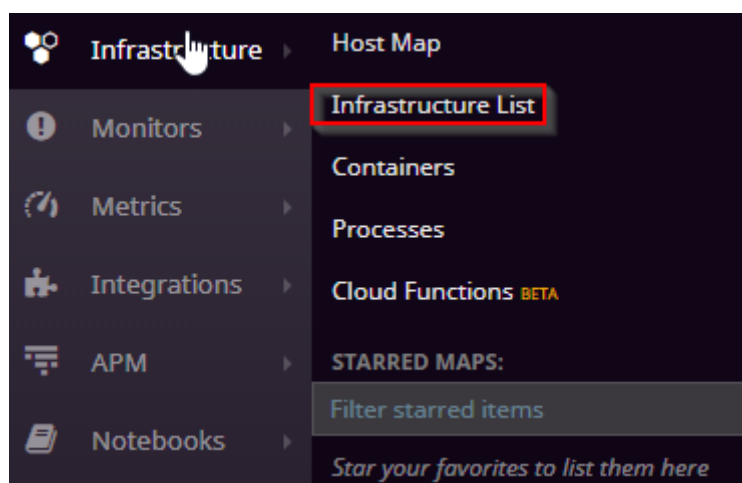 Infrastructure
Monitors
Metrics
Integrations
APM
Notebooks
Host Map
Infrastructure List
Containers
Processes
Cloud Functions BETA
STARRED MAPS:
Filter starred items
Star your favorites to list them here